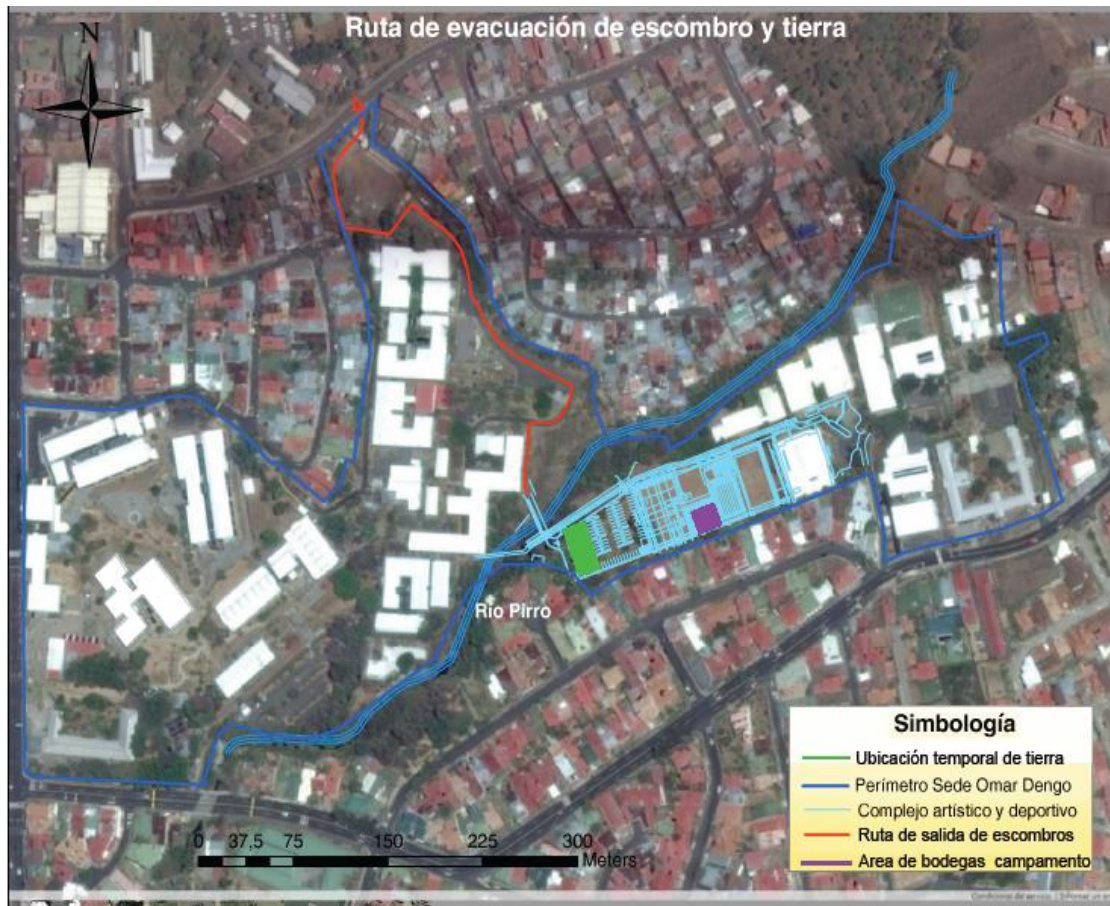 Ruta de evacuación de escombro y tierra
N
Rio Pirro
Simbología
Ubicación temporal de tierra
Perímetro Sede Omar Dengo
Complejo artístico y deportivo
Ruta de salida de escombros
Area de bodegas campamento
0 37,5 75 150 225 300
Meters